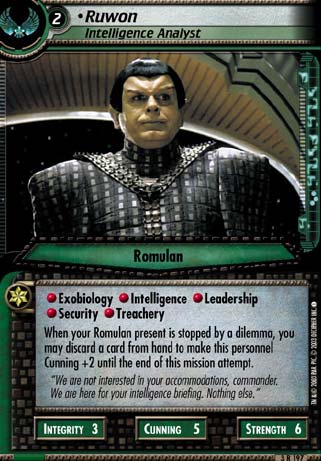 2
•Ruwon
Intelligence Analyst
Romulan
•Exobiology •Intelligence •Leadership
•Security •Treachery
When your Romulan present is stopped by a dilemma, you
may discard a card from hand to make this personnel
Cunning +2 until the end of this mission attempt.
“We are not interested in your accommodations, commander.
We are here for your intelligence briefing. Nothing else.”
INTEGRITY 3 CUNNING 5 STRENGTH 6
3 R 197